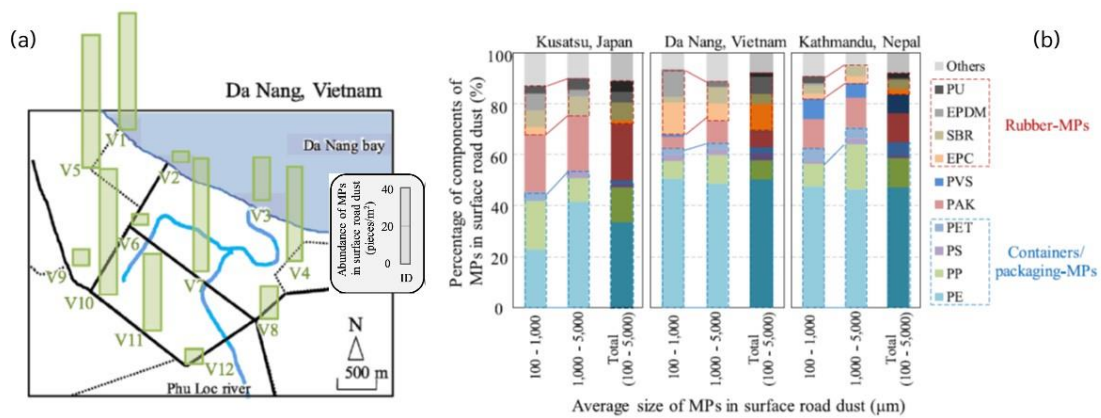 (a)
Da Nang, Vietnam
Da Nang bay
V1
V5
V2
V3
V6
V4
V9
V7
V10
V8
V11
V12
Phu Loc river
N
500 m
Abundance of MPs
in surface road dust
(pieces/m²)
40
20
0
ID
(b)
Kusatsu, Japan
Da Nang, Vietnam
Kathmandu, Nepal
Percentage of components of
MPs in surface road dust (%)
100
80
60
40
20
0
100 - 1,000
1,000 - 5,000
Total
(100 - 5,000)
100 - 1,000
1,000 - 5,000
Total
(100 - 5,000)
100 - 1,000
1,000 - 5,000
Total
(100 - 5,000)
Average size of MPs in surface road dust (μm)
Others
PU
EPDM
SBR
EPC
PVS
PAK
PET
PS
PP
PE
Rubber-MPs
Containers/
packaging-MPs